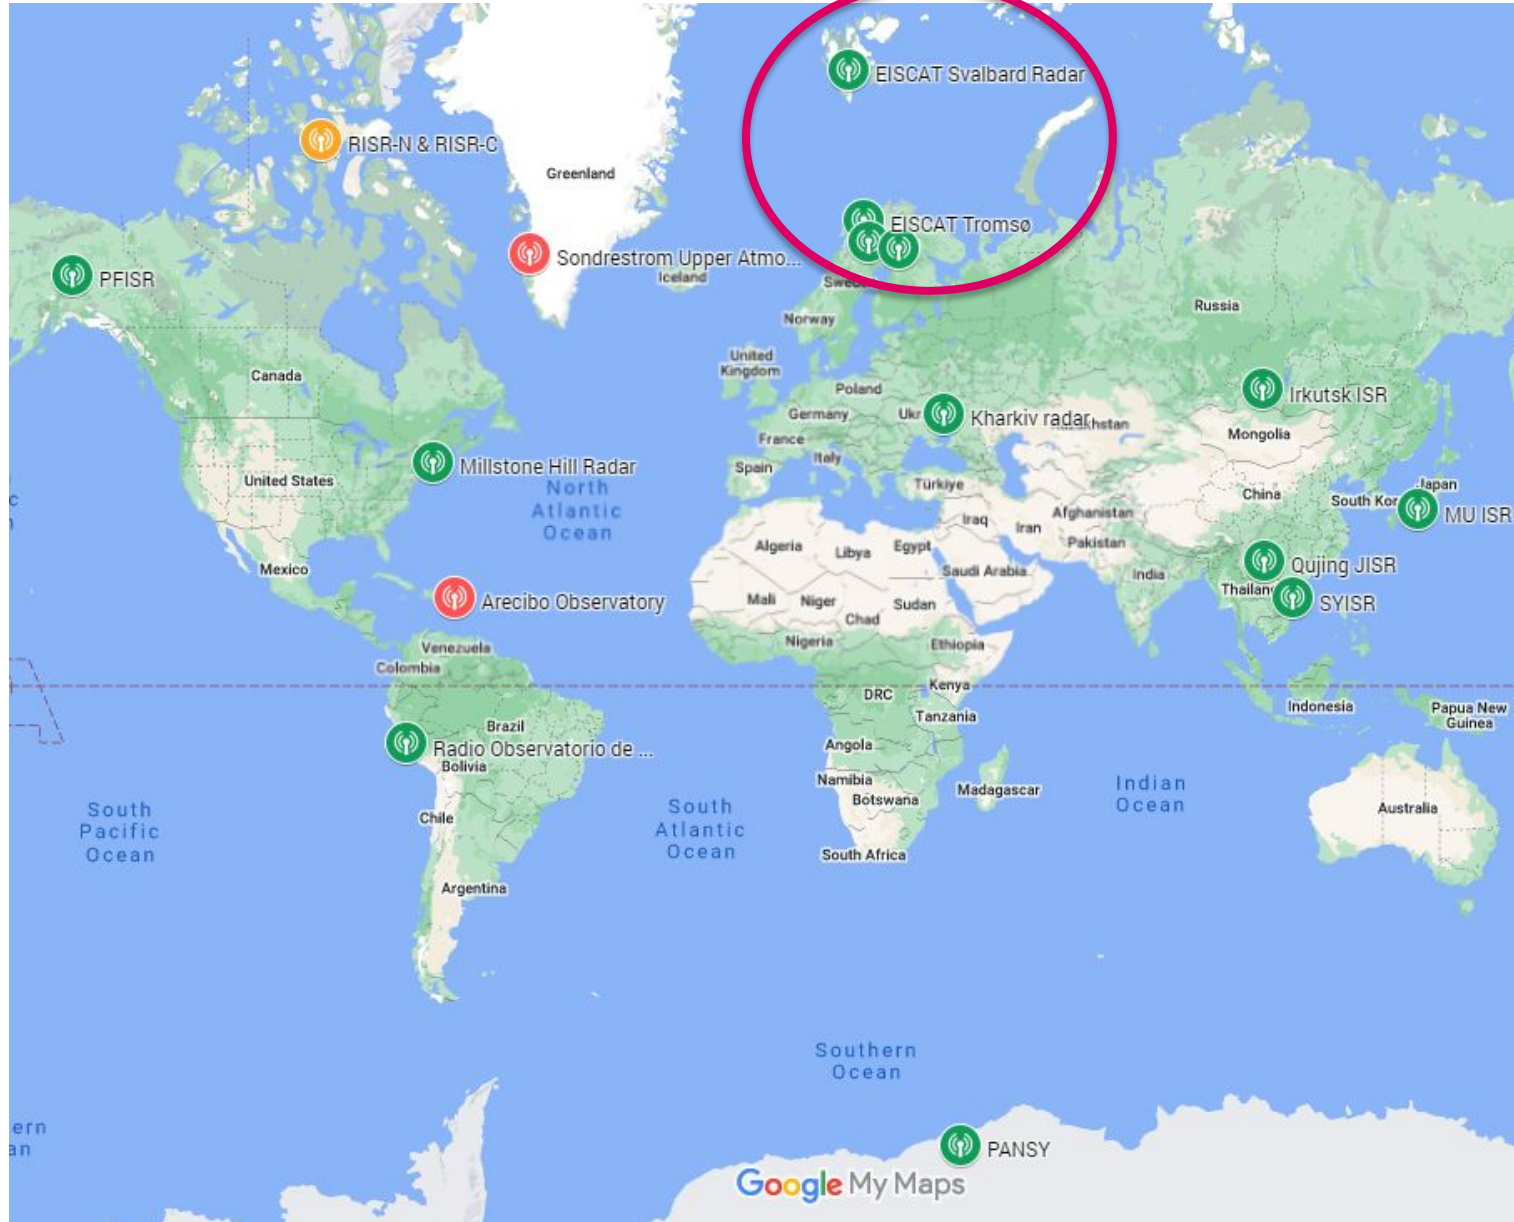 EISCAT Svalbard Radar
RISR-N & RISR-C
Greenland
EISCAT Tromsø
Sondrestrom Upper Atmo...
Iceland
PFISR
Norway
Russia
United
Kingdom
Canada
Poland
Irkutsk ISR
Germany
Ukr
Kharkiv radar
khstan
Mongolia
France
Italy
Spain
Millstone Hill Radar
United States
Türkiye
China
Japan
South Kor
MU ISR
North
Atlantic
Ocean
Iraq
Iran
Afghanistan
Pakistan
Algeria
Libya
Egypt
Saudi Arabia
Mexico
Qujing JISR
India
Thailan
SYISR
Arecibo Observatory
Mali
Niger
Chad
Sudan
Nigeria
Ethiopia
Venezuela
Colombia
DRC
Kenya
Tanzania
Indonesia
Papua New
Guinea
Brazil
Radio Observatorio de ...
Bolivia
Angola
Namibia
Botswana
Madagascar
Indian
Ocean
South
Pacific
Ocean
Chile
South
Atlantic
Ocean
Australia
South Africa
Argentina
Southern
Ocean
ern
an
PANSY
Google My Maps